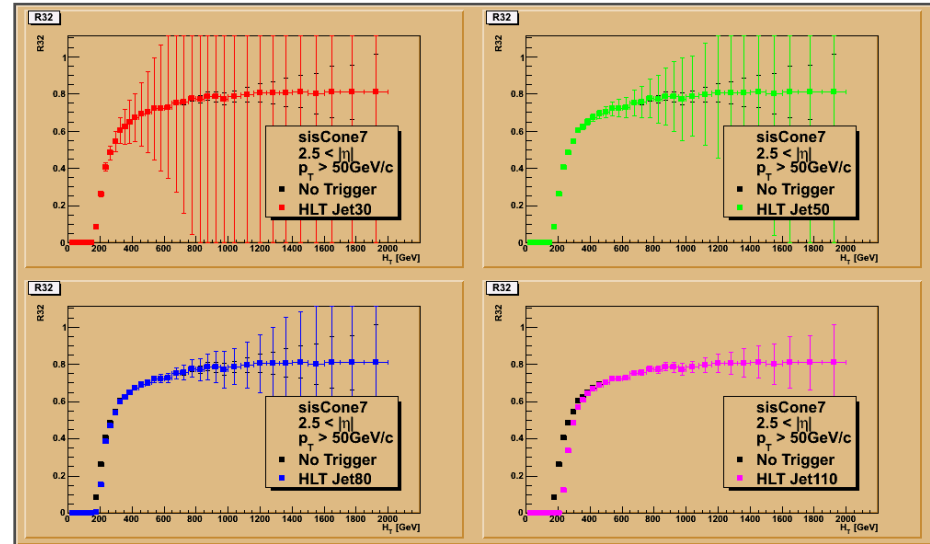 R32
R32
1
0.8
0.6
0.4
0.2
0
200 400 600 800 1000 1200 1400 1600 1800 2000
H_T [GeV]
sisCone7
2.5 < |η|
p_T > 50GeV/c
No Trigger
HLT Jet30
R32
R32
1
0.8
0.6
0.4
0.2
0
200 400 600 800 1000 1200 1400 1600 1800 2000
H_T [GeV]
sisCone7
2.5 < |η|
p_T > 50GeV/c
No Trigger
HLT Jet50
R32
R32
1
0.8
0.6
0.4
0.2
0
200 400 600 800 1000 1200 1400 1600 1800 2000
H_T [GeV]
sisCone7
2.5 < |η|
p_T > 50GeV/c
No Trigger
HLT Jet80
R32
R32
1
0.8
0.6
0.4
0.2
0
200 400 600 800 1000 1200 1400 1600 1800 2000
H_T [GeV]
sisCone7
2.5 < |η|
p_T > 50GeV/c
No Trigger
HLT Jet110